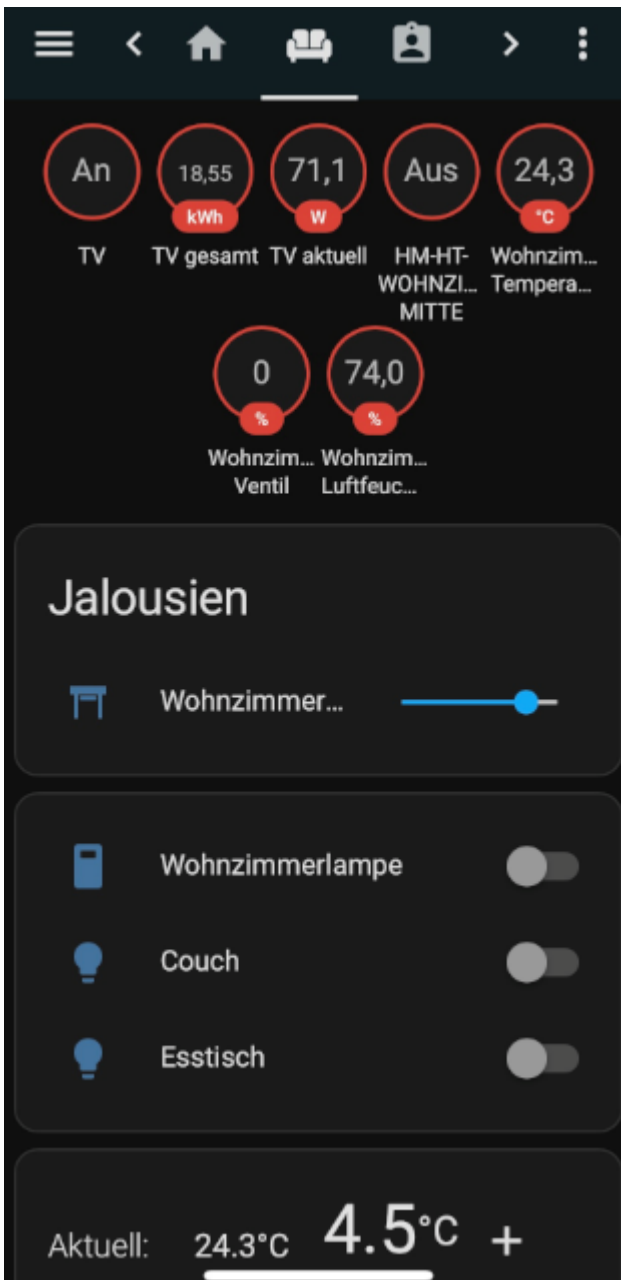 An
18,55
kWh
71,1
W
Aus
24,3
°C
TV
TV gesamt
TV aktuell
HM-HT-
WOHNZI...
MITTE
Wohnzim...
Tempera...
0
%
74,0
%
Wohnzim...
Ventil
Wohnzim...
Luftfeuc...
Jalousien
Wohnzimmer...
Wohnzimmerlampe
Couch
Esstisch
Aktuell: 24.3°C 4.5°C +